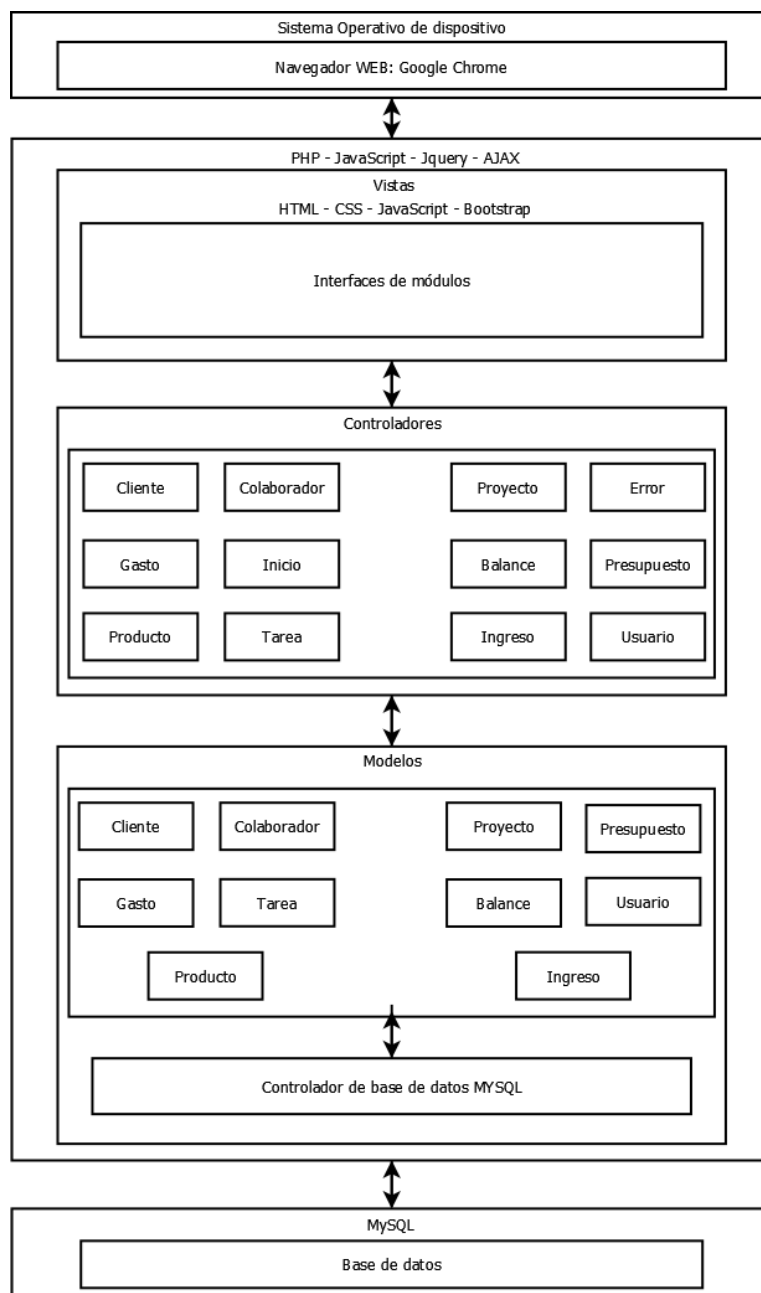 Sistema Operativo de dispositivo
Navegador WEB: Google Chrome
PHP - JavaScript - Jquery - AJAX
Vistas
HTML - CSS - JavaScript - Bootstrap
Interfaces de módulos
Controladores
Cliente
Colaborador
Proyecto
Error
Gasto
Inicio
Balance
Presupuesto
Producto
Tarea
Ingreso
Usuario
Modelos
Cliente
Colaborador
Proyecto
Presupuesto
Gasto
Tarea
Balance
Usuario
Producto
Ingreso
Controlador de base de datos MYSQL
MySQL
Base de datos